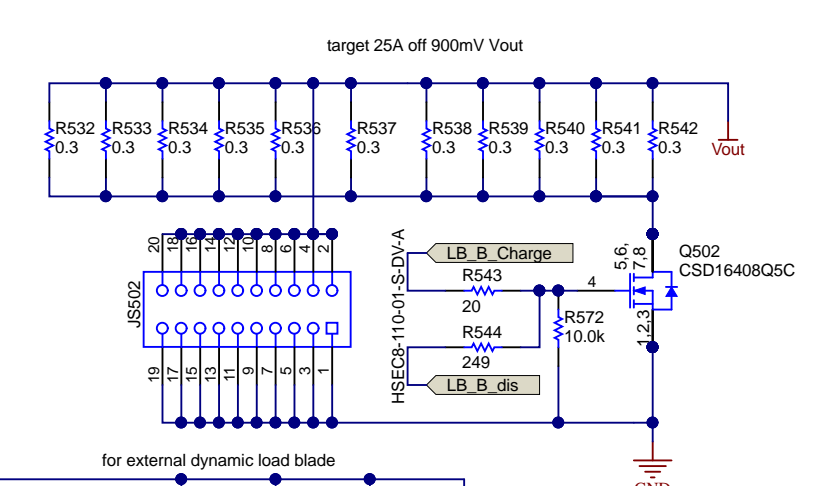 target 25A off 900mV Vout
R532 R533 R534 R535 R536 R537 R538 R539 R540 R541 R542
0.3 0.3 0.3 0.3 0.3 0.3 0.3 0.3 0.3 0.3 0.3
Vout
20 18 16 14 12 10 8 6 4 2
JS502
HSEC8-110-01-S-DV-A
19 17 15 13 11 9 7 5 3 1
LB_B_Charge
R543
20
R544
249
LB_B_dis
R572
10.0k
4
5,6,
7,8
1,2,3
Q502
CSD16408Q5C
for external dynamic load blade
GND